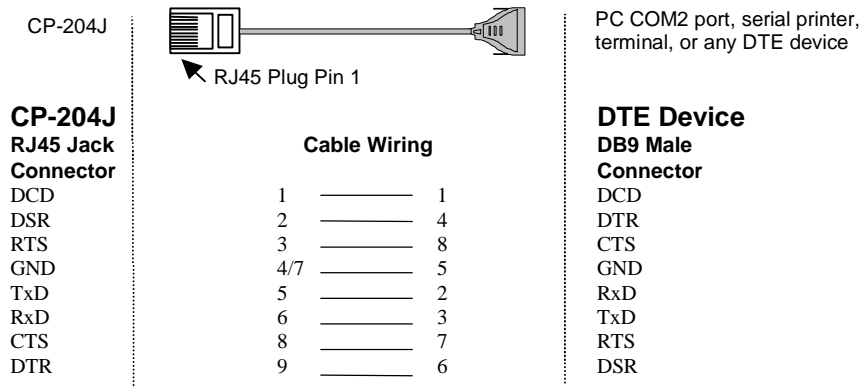 CP-204J
PC COM2 port, serial printer,
terminal, or any DTE device
RJ45 Plug Pin 1
CP-204J DTE Device
RJ45 Jack Cable Wiring DB9 Male
Connector Connector
DCD 1 1 DCD
DSR 2 4 DTR
RTS 3 8 CTS
GND 4/7 5 GND
TxD 5 2 RxD
RxD 6 3 TxD
CTS 8 7 RTS
DTR 9 6 DSR